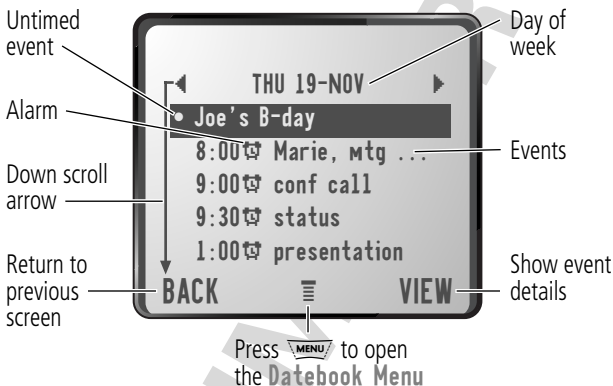 Untimed
event
Day of
week
THU 19-NOV
Joe's B-day
Alarm
8:00 Marie, Mtg ...
Events
9:00 conf call
Down scroll
arrow
9:30 status
1:00 presentation
Return to
previous
screen
BACK
VIEW
Show event
details
Press MENU to open
the Datebook Menu